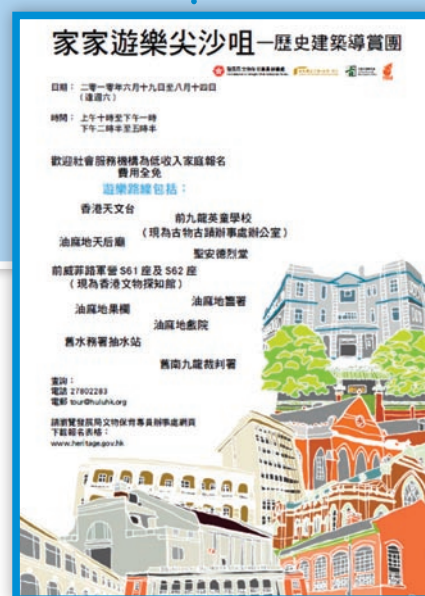 家家遊樂尖沙咀—歷史建築導賞團
日期： 二零一零年六月十九日至八月十四日
（逢週六）
時間： 上午十時至下午一時
下午二時半至五時半
歡迎社會服務機構為低收入家庭報名
費用全免
遊樂路線包括：
香港天文台
前九龍英童學校
（現為古物古蹟辦事處辦公室）
油麻地天后廟
聖安德烈堂
前威菲路軍營 S61 座及 S62 座
（現為香港文物探知館）
油麻地警署
油麻地果欄
油麻地戲院
舊水務署抽水站
舊南九龍裁判署
查詢：
電話 27802283
電郵 tour@huluhk.org
請瀏覽發展局文物保育專員辦事處網頁
下載報名表格：
www.heritage.gov.hk